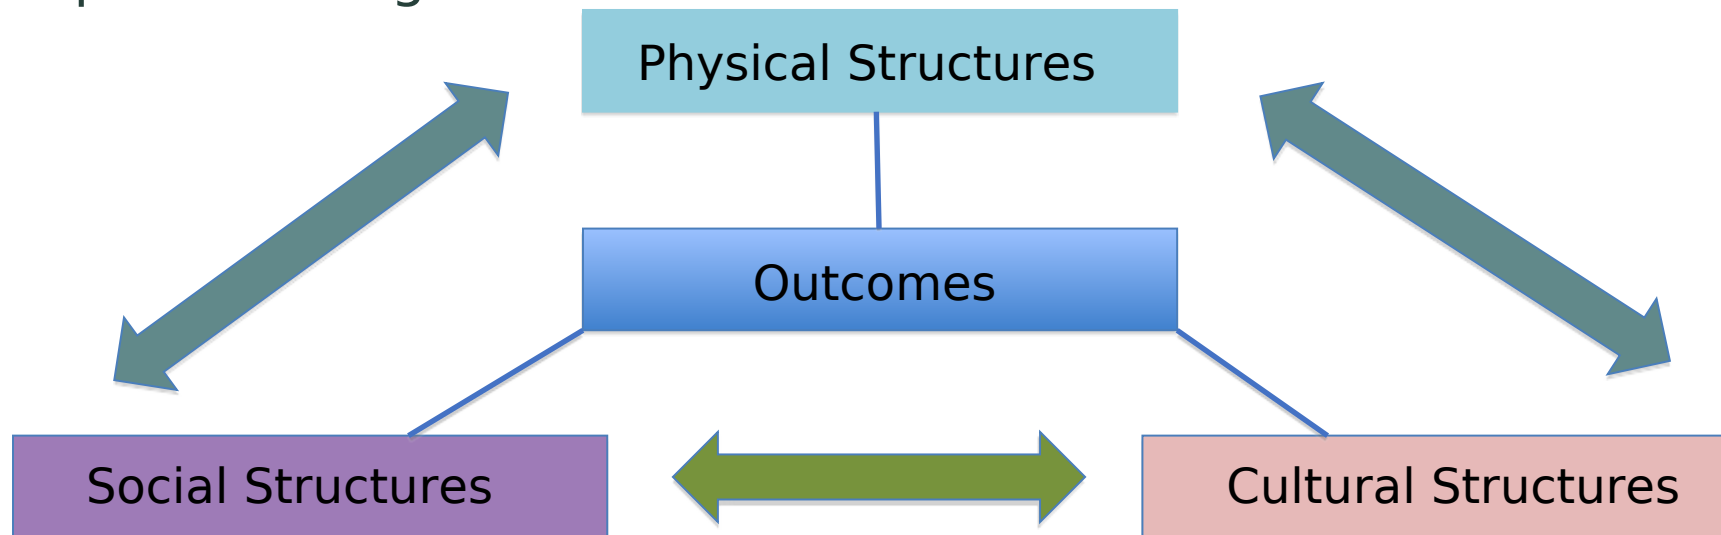 Physical Structures
Outcomes
Social Structures
Cultural Structures